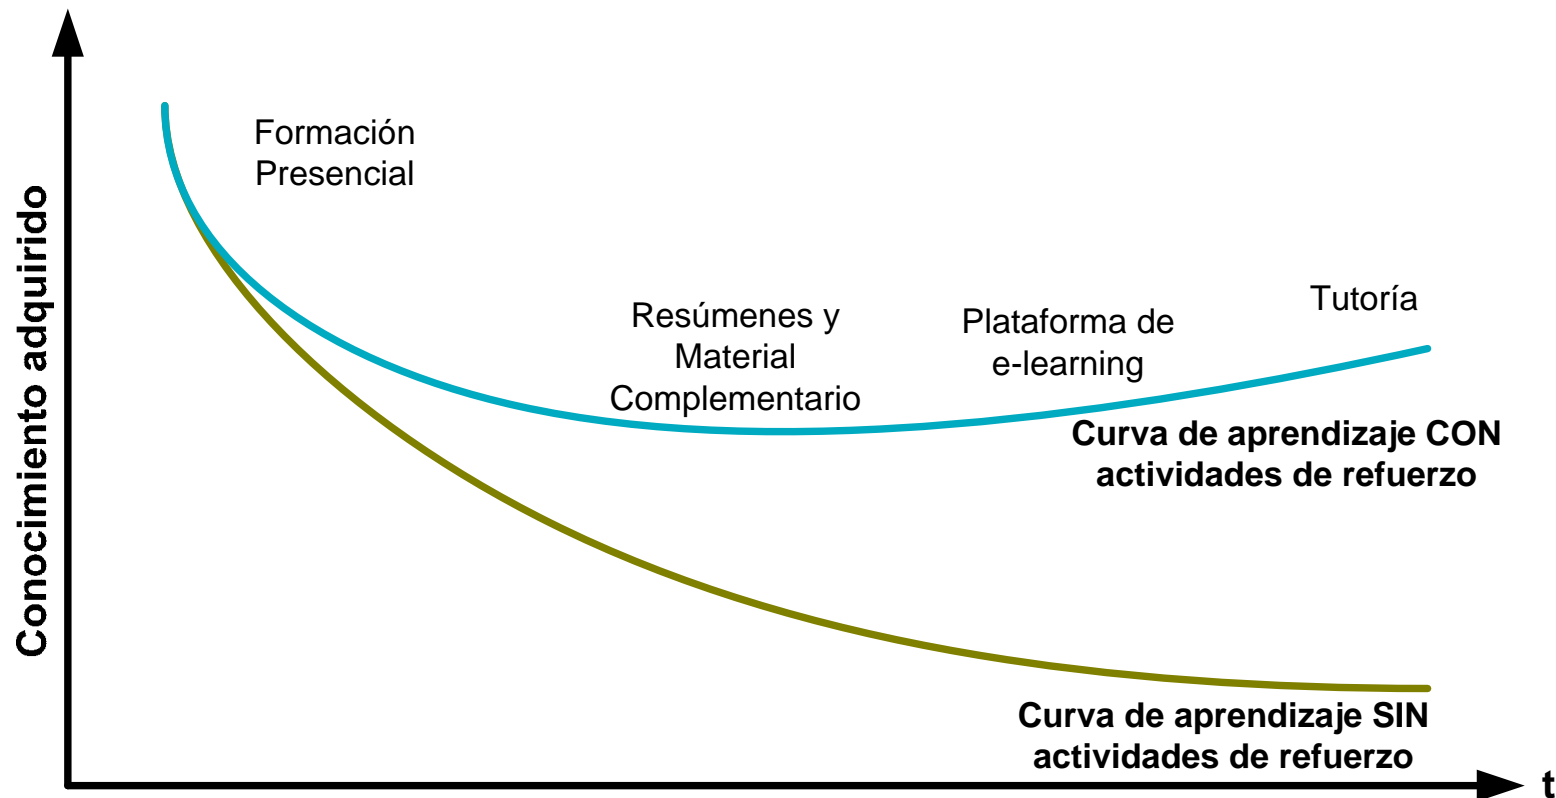 Conocimiento adquirido
Formación
Presencial
Resúmenes y
Material
Complementario
Plataforma de
e-learning
Tutoría
Curva de aprendizaje CON
actividades de refuerzo
Curva de aprendizaje SIN
actividades de refuerzo
t